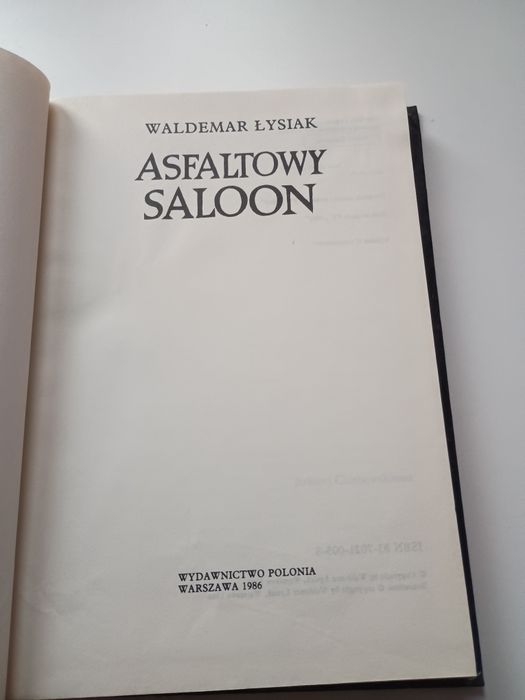 WALDEMAR ŁYSIAK
ASFALTOWY
SALOON
WYDAWNICTWO POLONIA
WARSZAWA 1986